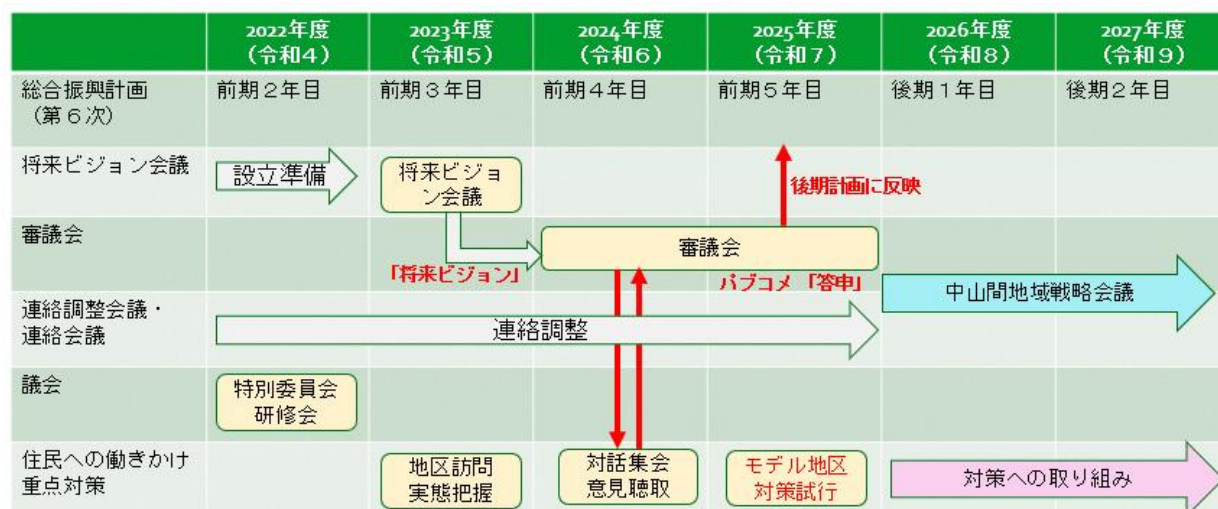 2022年度
(令和4)
2023年度
(令和5)
2024年度
(令和6)
2025年度
(令和7)
2026年度
(令和8)
2027年度
(令和9)
総合振興計画
(第6次)
前期2年目
前期3年目
前期4年目
前期5年目
後期1年目
後期2年目
将来ビジョン会議
設立準備
将来ビジョ
ン会議
後期計画に反映
審議会
審議会
「将来ビジョン」
パブコメ 「答申」
中山間地域戦略会議
連絡調整会議・
連絡会議
連絡調整
議会
特別委員会
研修会
住民への働きかけ
重点対策
地区訪問
実態把握
対話集会
意見聴取
モデル地区
対策試行
対策への取り組み